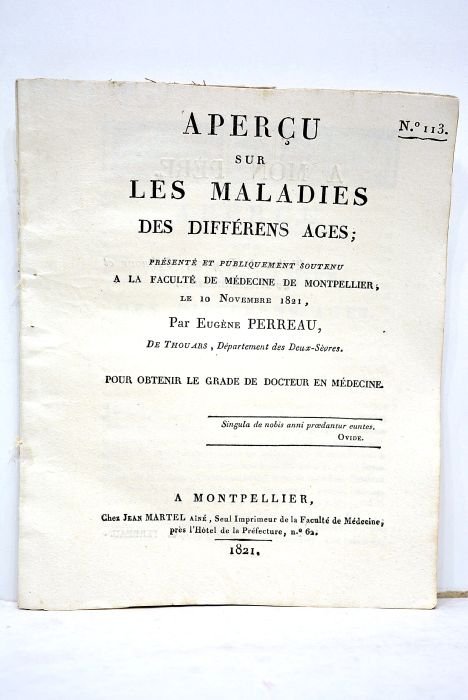 N.º 113.
APERÇU
SUR
LES MALADIES
DES DIFFÉRENS AGES;
PRÉSENTÉ ET PUBLIQUEMENT SOUTENU
A LA FACULTÉ DE MÉDECINE DE MONTPELLIER,
LE 10 NOVEMBRE 1821,
Par EUGÈNE PERREAU,
DE THOUARS, Département des Deux-Sèvres.
POUR OBTENIR LE GRADE DE DOCTEUR EN MÉDECINE.
Singula de nobis anni prædantur euntes.
OVIDE.
A MONTPELLIER,
Chez JEAN MARTEL AÎNÉ, Seul Imprimeur de la Faculté de Médecine,
près l'Hôtel de la Préfecture, n.º 62.
1821.